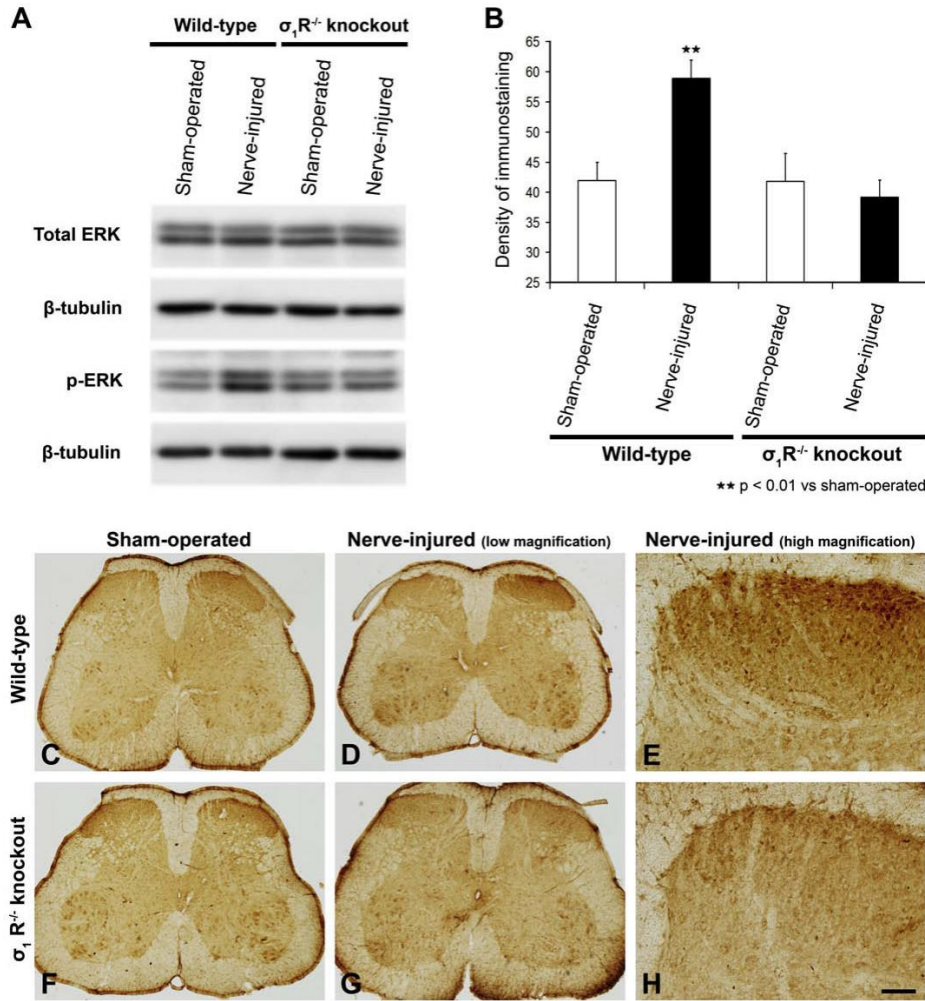 A
Wild-type
σ₁R⁻/⁻ knockout
Sham-operated
Nerve-injured
Sham-operated
Nerve-injured
Total ERK
β-tubulin
p-ERK
β-tubulin
B
Density of immunostaining
65
60
55
50
45
40
35
30
25
★★
Sham-operated
Nerve-injured
Sham-operated
Nerve-injured
Wild-type
σ₁R⁻/⁻ knockout
★★ p < 0.01 vs sham-operated
Sham-operated
Nerve-injured (low magnification)
Nerve-injured (high magnification)
Wild-type
C
D
E
σ₁ R⁻/⁻ knockout
F
G
H